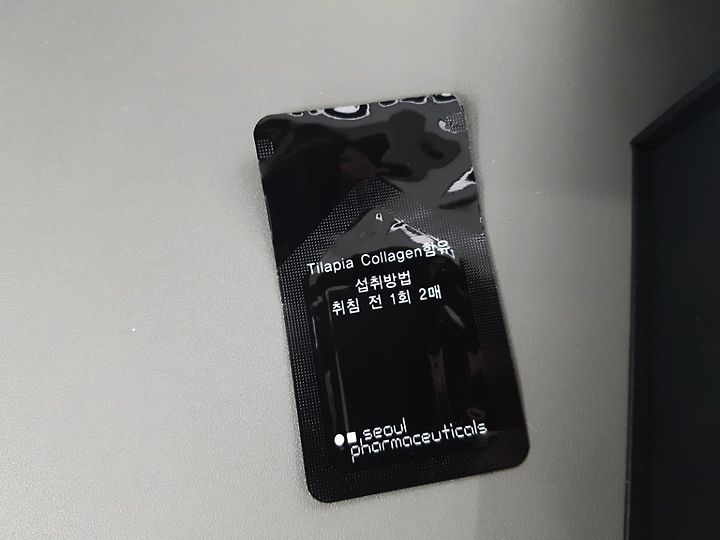 Tilapia Collagen함유
섭취방법
취침 전 1회 2매
seoul
pharmaceuticals